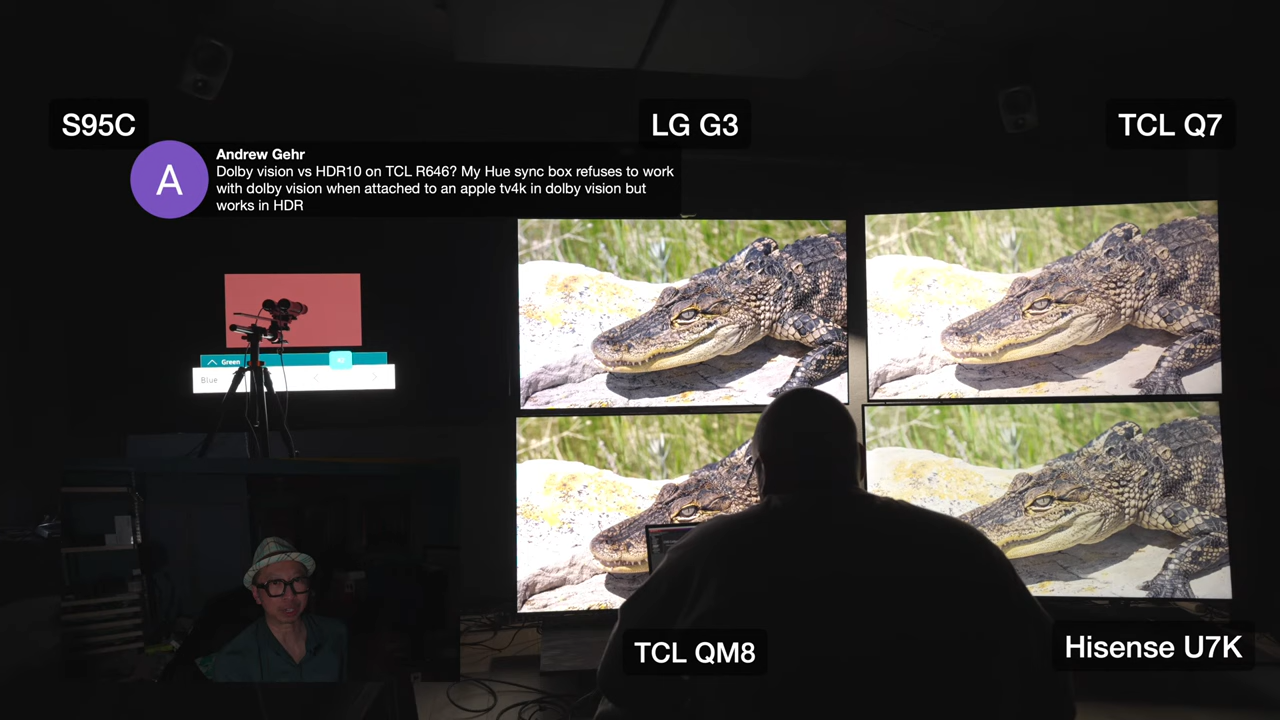 S95C
LG G3
TCL Q7
A
Andrew Gehr
Dolby vision vs HDR10 on TCL R646? My Hue sync box refuses to work
with dolby vision when attached to an apple tv4k in dolby vision but
works in HDR
Green
Blue
TCL QM8
Hisense U7K